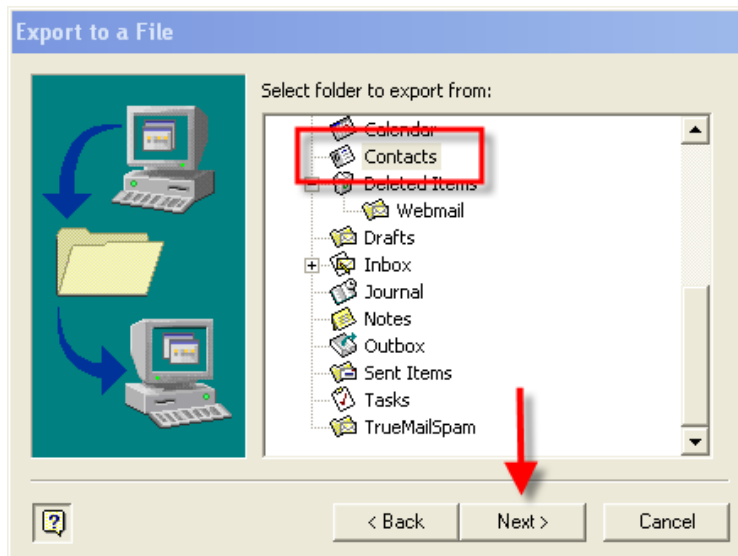 Export to a File
Select folder to export from:
Calendar
Contacts
Deleted Items
Webmail
Drafts
Inbox
Journal
Notes
Outbox
Sent Items
Tasks
TrueMailSpam
< Back
Next >
Cancel